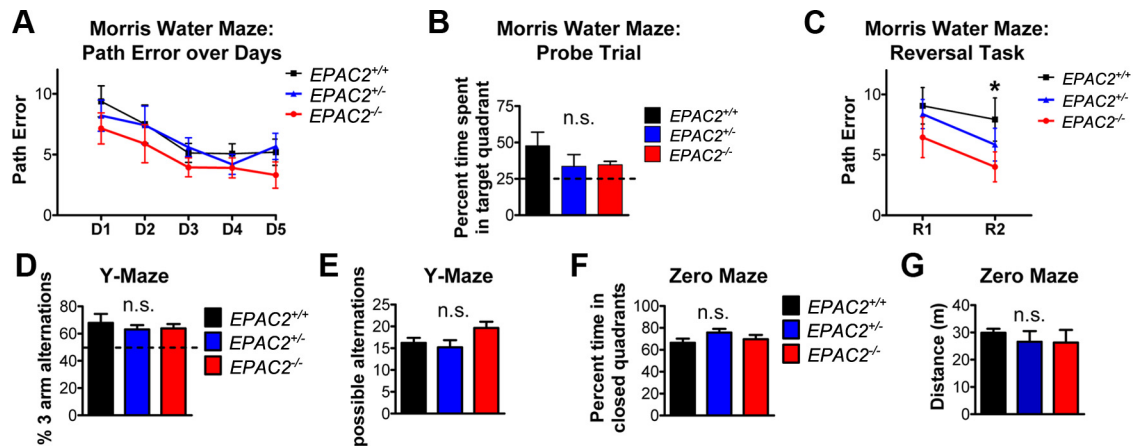 A
Morris Water Maze:
Path Error over Days
Path Error
10
5
0
D1 D2 D3 D4 D5
EPAC2+/+
EPAC2+/-
EPAC2-/-
B
Morris Water Maze:
Probe Trial
Percent time spent
in target quadrant
75
50
25
0
n.s.
EPAC2+/+
EPAC2+/-
EPAC2-/-
C
Morris Water Maze:
Reversal Task
Path Error
10
5
0
R1 R2
*
EPAC2+/+
EPAC2+/-
EPAC2-/-
D
Y-Maze
% 3 arm alternations
80
60
40
20
0
n.s.
EPAC2+/+
EPAC2+/-
EPAC2-/-
E
Y-Maze
possible alternations
25
20
15
10
5
0
n.s.
F
Zero Maze
Percent time in
closed quadrants
100
80
60
40
20
0
n.s.
EPAC2+/+
EPAC2+/-
EPAC2-/-
G
Zero Maze
Distance (m)
40
30
20
10
0
n.s.